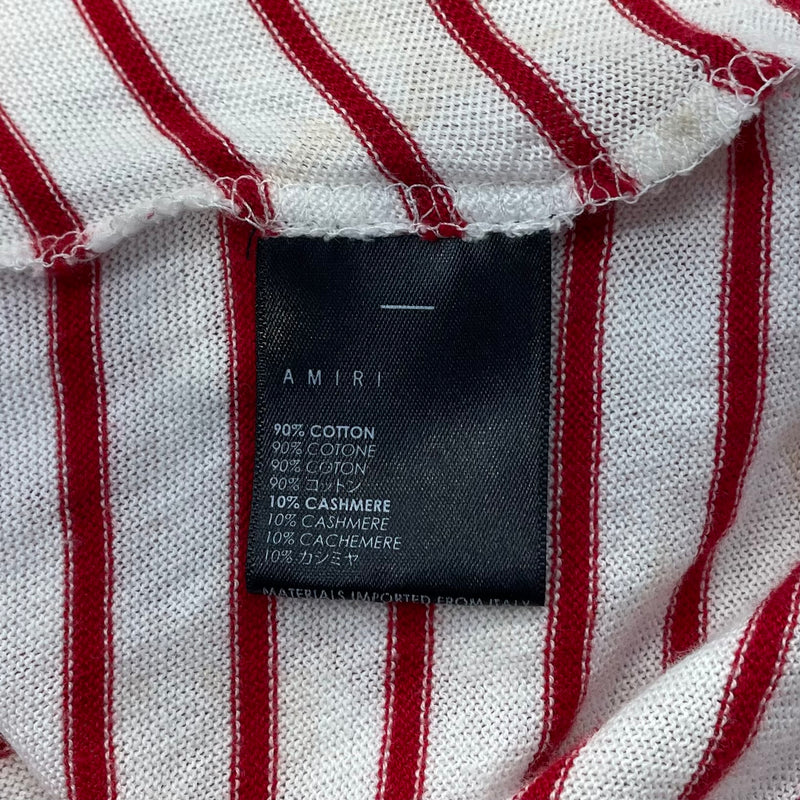 AMIRI
90% COTTON
90% COTONE
90% COTON
90% コットン
10% CASHMERE
10% CASHMERE
10% CACHEMERE
10% カシミヤ
MATERIALS IMPORTED FROM ITALY